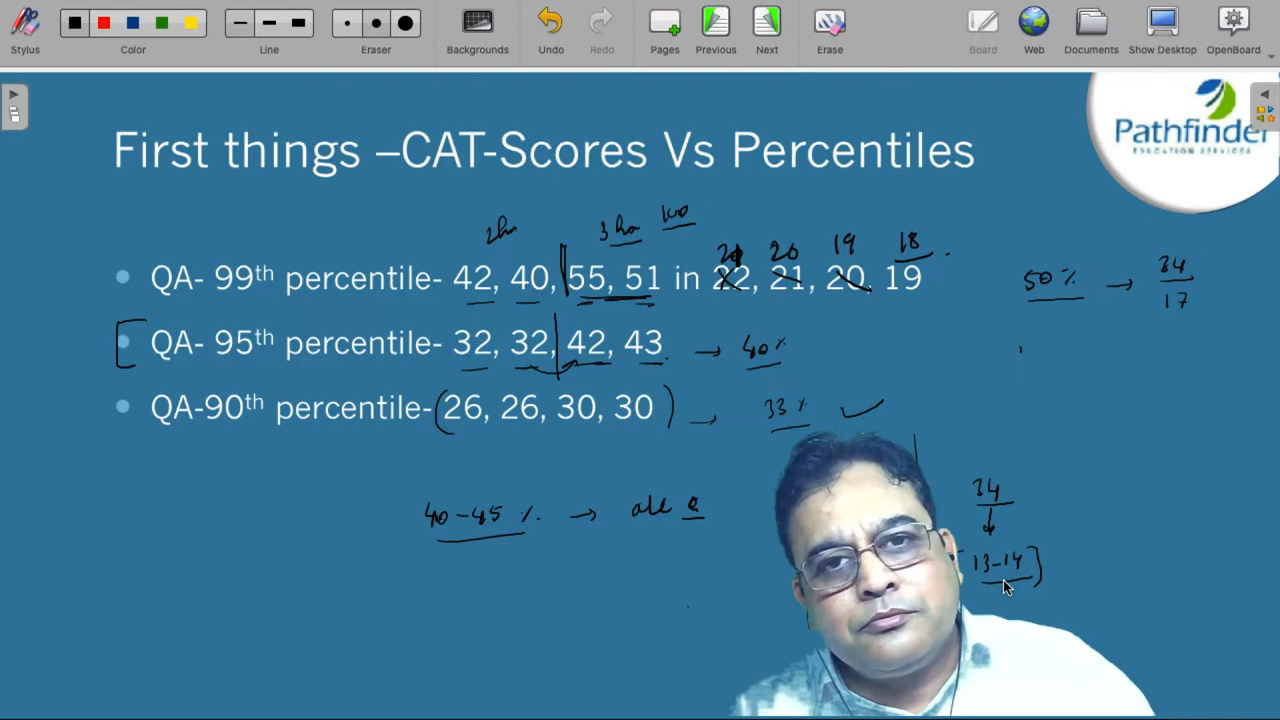 Stylus Color Line Eraser Backgrounds Undo Redo Pages Previous Next Erase Board Web Documents Show Desktop OpenBoard
Pathfinder
EDUCATION SERVICES
First things –CAT-Scores Vs Percentiles
2hr 3hr 100
20 19 18
QA- 99th percentile- 42, 40, 55, 51 in 22, 21, 20, 19
50% → 34
17
QA- 95th percentile- 32, 32, 42, 43 → 40%
QA-90th percentile-(26, 26, 30, 30) → 33%
34
40-45 % → all
13-14]